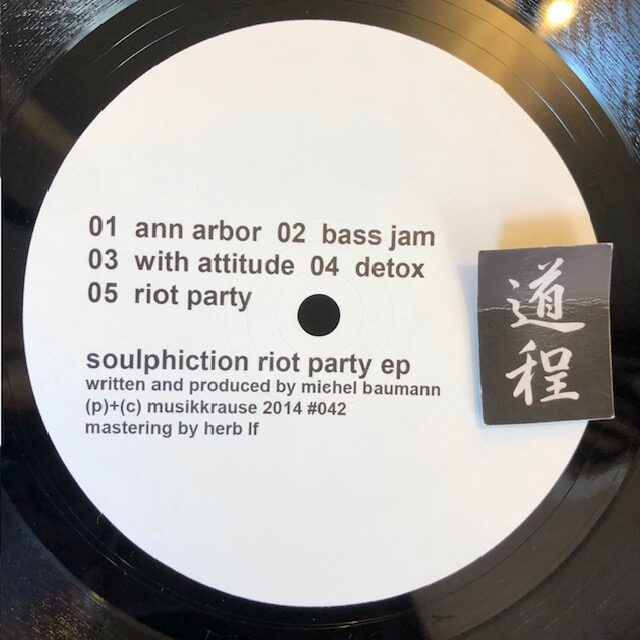 01 ann arbor 02 bass jam
03 with attitude 04 detox
05 riot party
soulphiction riot party ep
written and produced by michel baumann
(p)+(c) musikkrause 2014 #042
mastering by herb lf
道
程